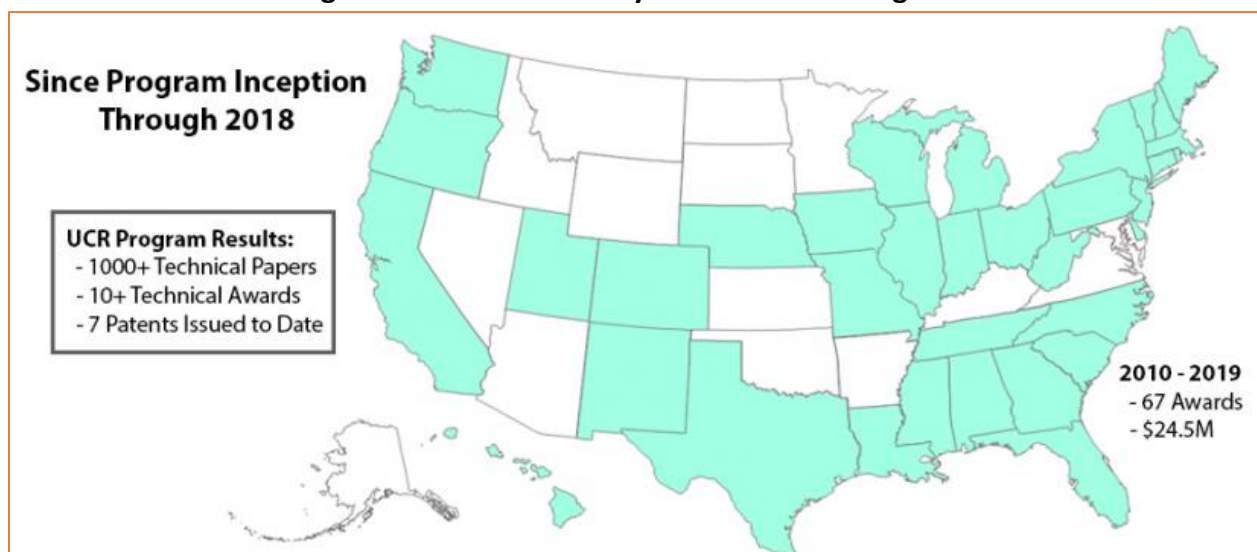 Since Program Inception
Through 2018
UCR Program Results:
- 1000+ Technical Papers
- 10+ Technical Awards
- 7 Patents Issued to Date
2010 - 2019
- 67 Awards
- $24.5M